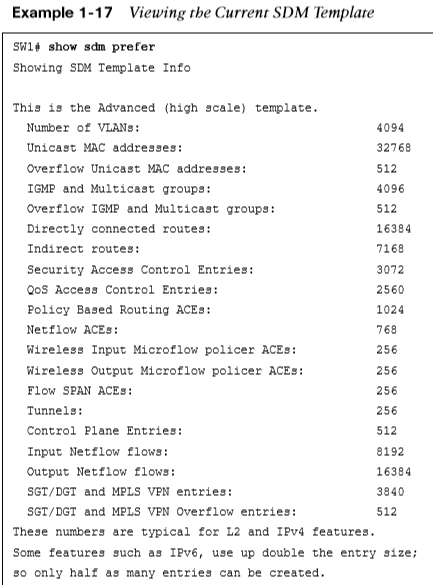 Example 1-17 Viewing the Current SDM Template
SW1# show sdm prefer
Showing SDM Template Info
This is the Advanced (high scale) template.
Number of VLANs: 4094
Unicast MAC addresses: 32768
Overflow Unicast MAC addresses: 512
IGMP and Multicast groups: 4096
Overflow IGMP and Multicast groups: 512
Directly connected routes: 16384
Indirect routes: 7168
Security Access Control Entries: 3072
QoS Access Control Entries: 2560
Policy Based Routing ACEs: 1024
Netflow ACEs: 768
Wireless Input Microflow policer ACEs: 256
Wireless Output Microflow policer ACEs: 256
Flow SPAN ACEs: 256
Tunnels: 256
Control Plane Entries: 512
Input Netflow flows: 8192
Output Netflow flows: 16384
SGT/DGT and MPLS VPN entries: 3840
SGT/DGT and MPLS VPN Overflow entries: 512
These numbers are typical for L2 and IPv4 features.
Some features such as IPv6, use up double the entry size;
so only half as many entries can be created.